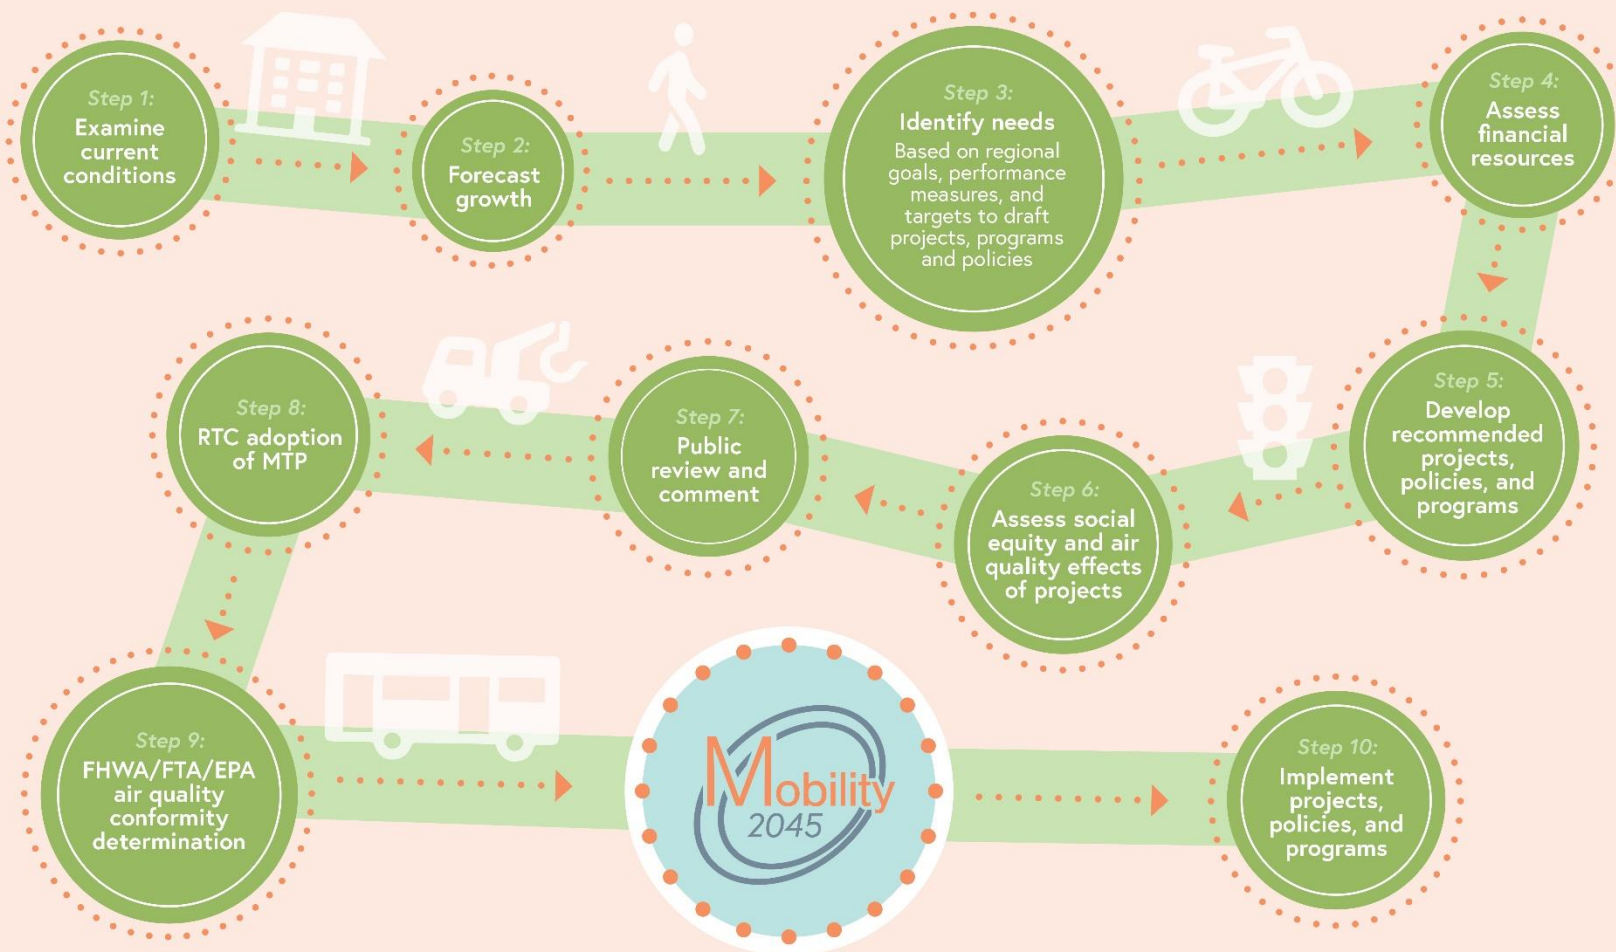 Step 1:
Examine
current
conditions
Step 2:
Forecast
growth
Step 3:
Identify needs
Based on regional
goals, performance
measures, and
targets to draft
projects, programs
and policies
Step 4:
Assess
financial
resources
Step 5:
Develop
recommended
projects,
policies, and
programs
Step 6:
Assess social
equity and air
quality effects
of projects
Step 7:
Public
review and
comment
Step 8:
RTC adoption
of MTP
Step 9:
FHWA/FTA/EPA
air quality
conformity
determination
Mobility
2045
Step 10:
Implement
projects,
policies, and
programs